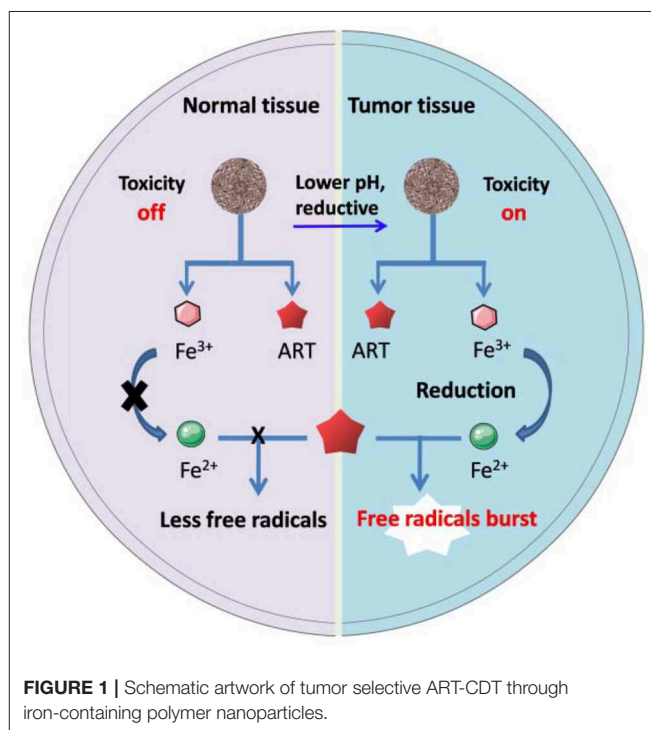 Normal tissue
Tumor tissue
Toxicity
off
Lower pH,
reductive
Toxicity
on
Fe³⁺
ART
ART
Fe³⁺
X
Reduction
Fe²⁺
X
Fe²⁺
Less free radicals
Free radicals burst
FIGURE 1 | Schematic artwork of tumor selective ART-CDT through
iron-containing polymer nanoparticles.